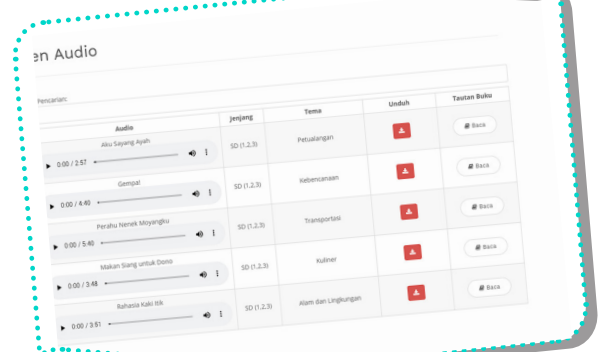 en Audio
Pencarian:
Audio Jenjang Tema Unduh Tautan Buku
Aku Sayang Ayah
0:00 / 2:57 SD (1,2,3) Petualangan Baca
Gempa!
0:00 / 4:40 SD (1,2,3) Kebencanaan Baca
Perahu Nenek Moyangku
0:00 / 5:40 SD (1,2,3) Transportasi Baca
Makan Siang untuk Dono
0:00 / 3:48 SD (1,2,3) Kuliner Baca
Rahasia Kaki Itik
0:00 / 3:51 SD (1,2,3) Alam dan Lingkungan Baca